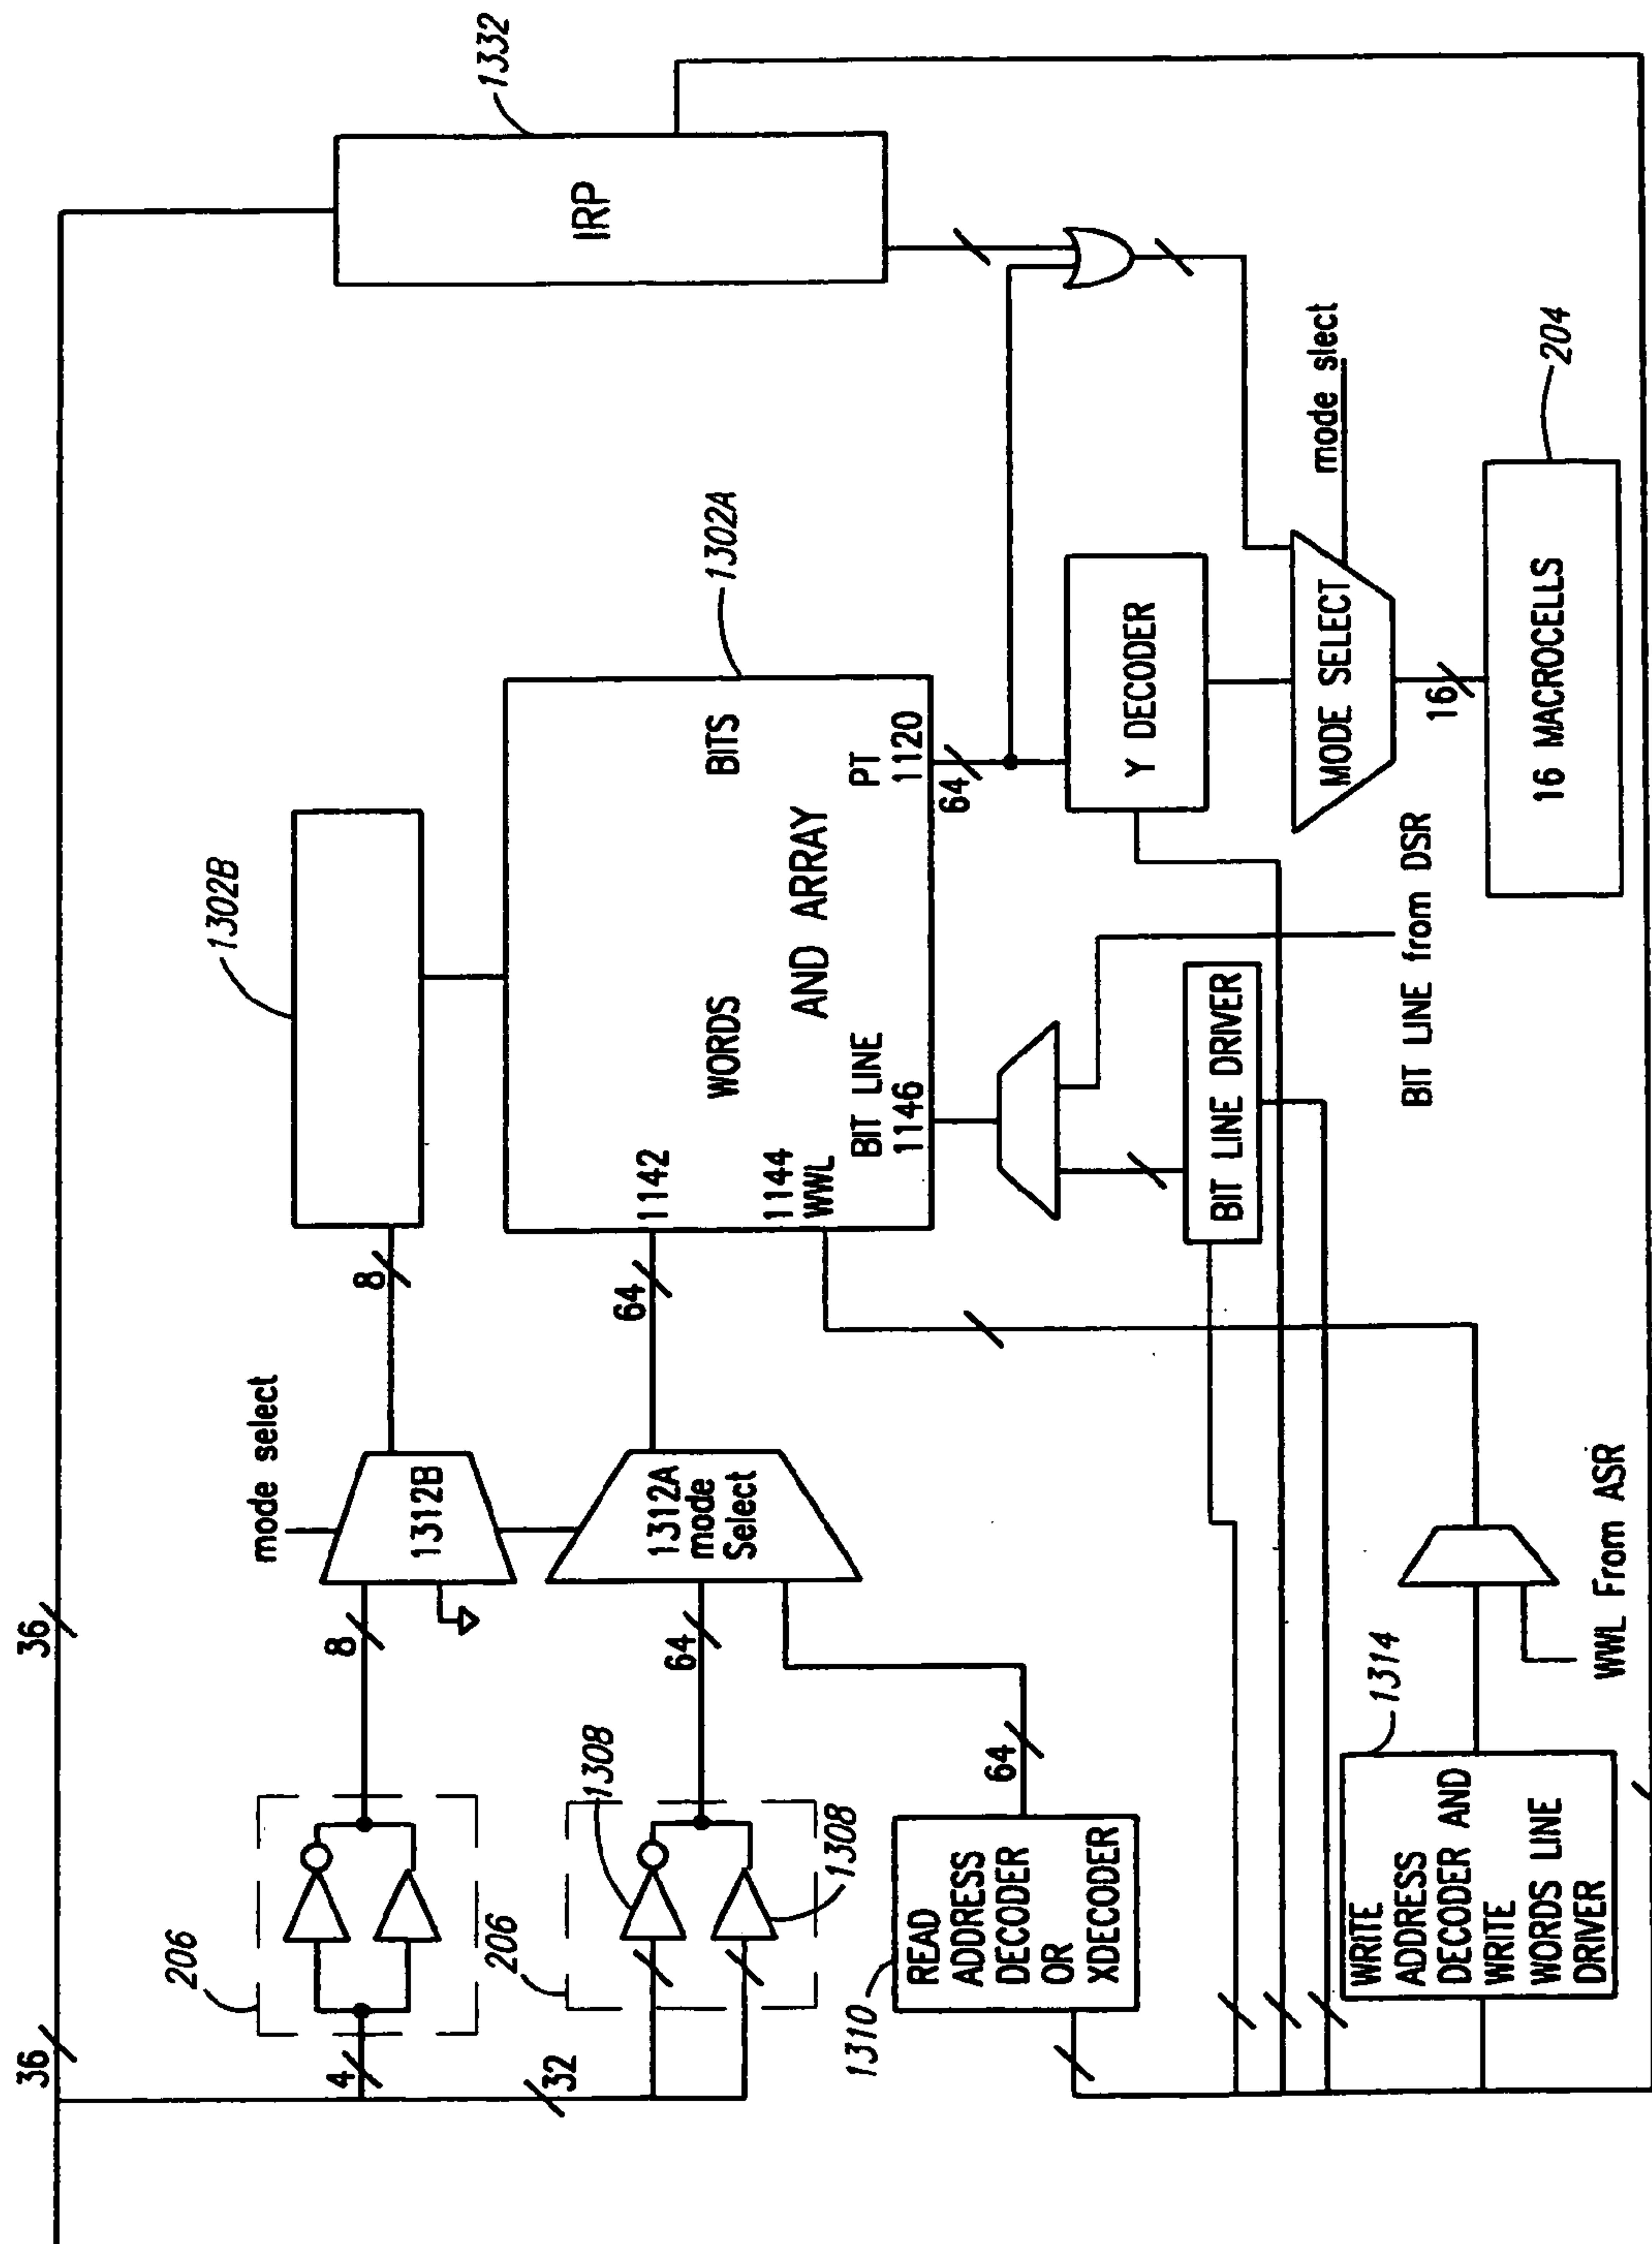 36
36
1332
IRP
4
32
206
206
8
mode select
1312B
8
1302B
1308
1308
64
1312A
mode
Select
64
1142
1302A
WORDS
BITS
AND ARRAY
1144
WWL
BIT LINE
1146
PT
1120
64
1310
READ
ADDRESS
DECODER
OR
XDECODER
64
BIT LINE DRIVER
BIT LINE from DSR
Y DECODER
MODE SELECT
mode slect
16
16 MACROCELLS
204
WRITE
ADDRESS
DECODER AND
WRITE
WORDS LINE
DRIVER
1314
WWL From ASR